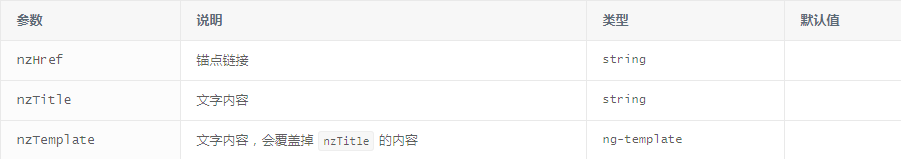 参数 说明 类型 默认值
nzHref 锚点链接 string
nzTitle 文字内容 string
nzTemplate 文字内容，会覆盖掉 nzTitle 的内容 ng-template